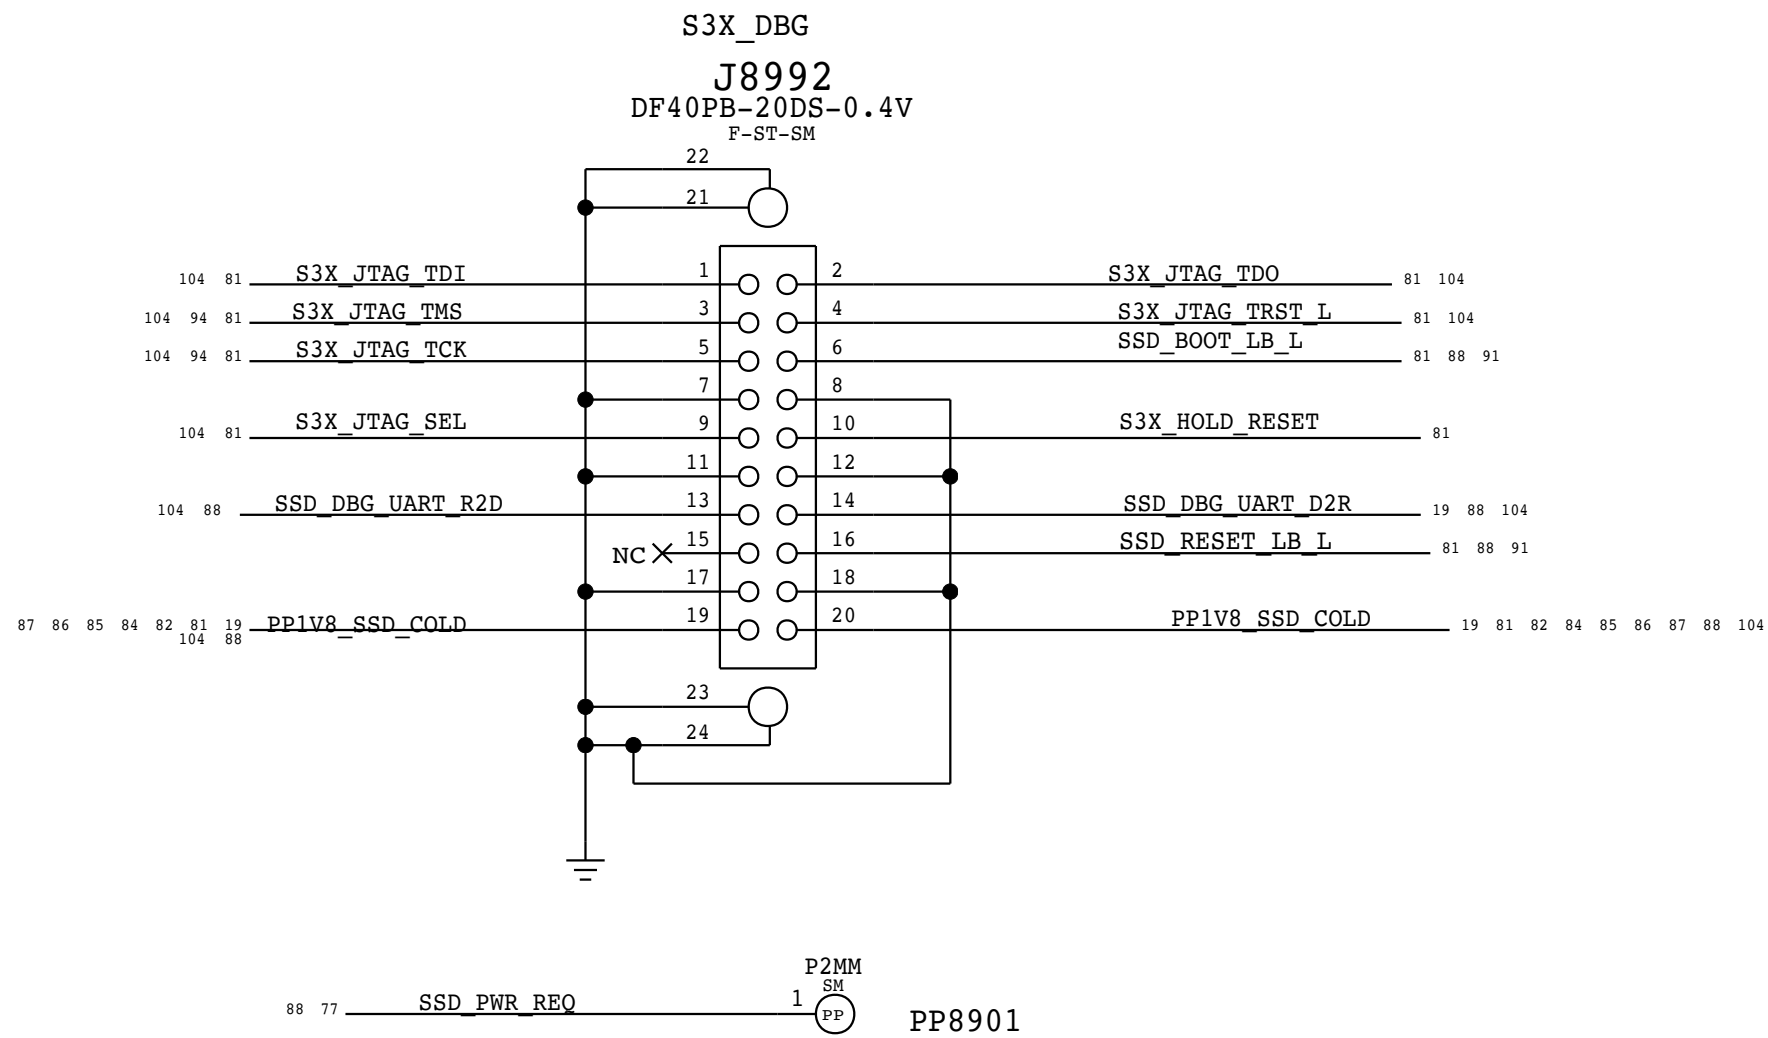 S3X_DBG
J8992
DF40PB-20DS-0.4V
F-ST-SM
22
21
104 81 S3X_JTAG_TDI 1 2 S3X_JTAG_TDO 81 104
104 94 81 S3X_JTAG_TMS 3 4 S3X_JTAG_TRST_L 81 104
104 94 81 S3X_JTAG_TCK 5 6 SSD_BOOT_LB_L 81 88 91
7 8
104 81 S3X_JTAG_SEL 9 10 S3X_HOLD_RESET 81
11 12
104 88 SSD_DBG_UART_R2D 13 14 SSD_DBG_UART_D2R 19 88 104
NC 15 16 SSD_RESET_LB_L 81 88 91
17 18
87 86 85 84 82 81 19 PP1V8_SSD_COLD 19 20 PP1V8_SSD_COLD 19 81 82 84 85 86 87 88 104
104 88
23
24
P2MM
SM
88 77 SSD_PWR_REQ 1 PP PP8901